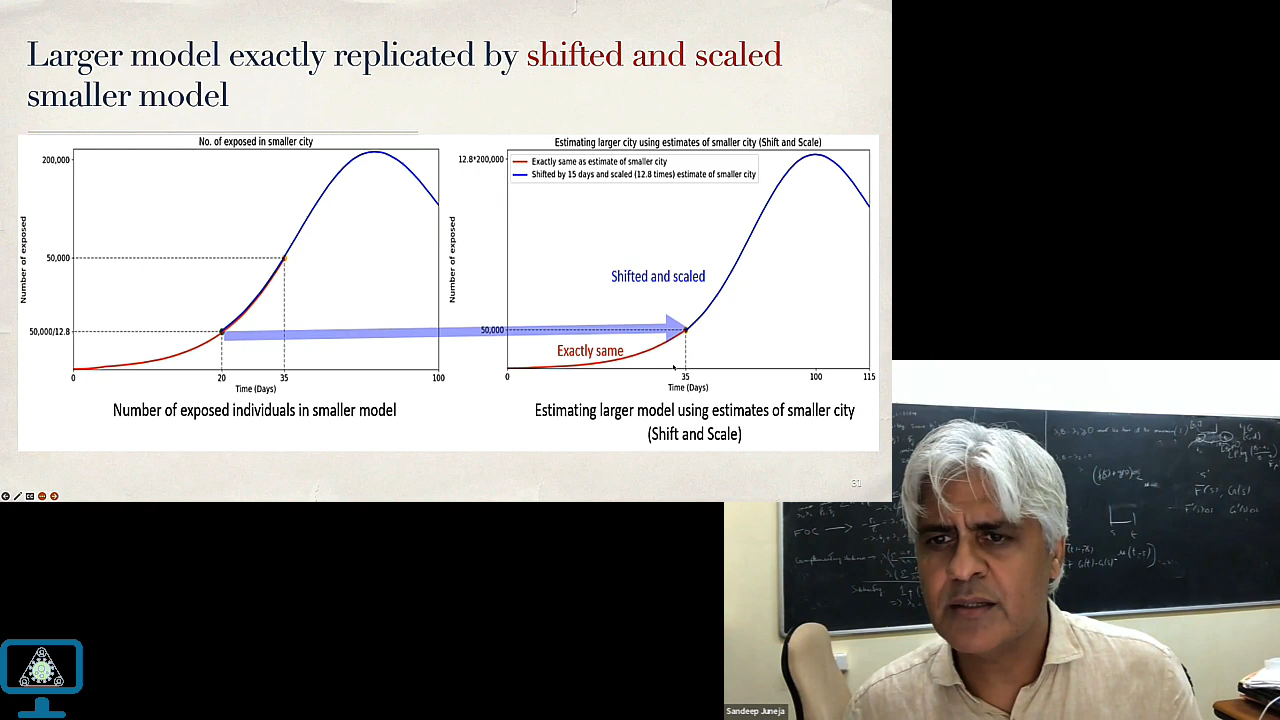 Larger model exactly replicated by shifted and scaled
smaller model
No. of exposed in smaller city
200,000
50,000
50,000/12.8
Number of exposed
0
20
35
100
Time (Days)
Number of exposed individuals in smaller model
Estimating larger city using estimates of smaller city (Shift and Scale)
12.8*200,000
Exactly same as estimate of smaller city
Shifted by 15 days and scaled (12.8 times) estimate of smaller city
Number of exposed
Shifted and scaled
50,000
Exactly same
0
35
100
115
Time (Days)
Estimating larger model using estimates of smaller city
(Shift and Scale)
31
FOC
Sandeep Juneja